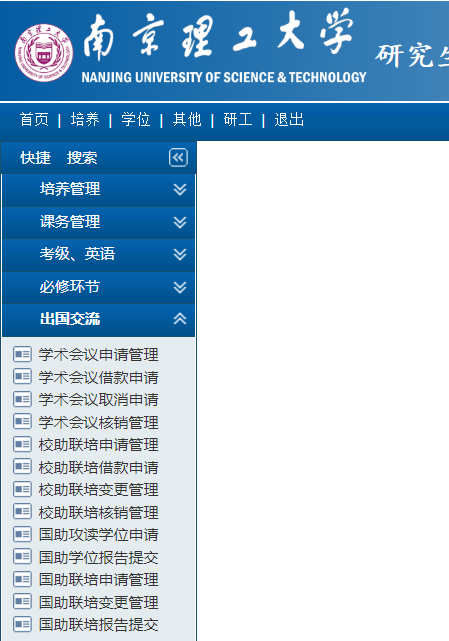 南京理工大学
研究生
NANJING UNIVERSITY OF SCIENCE & TECHNOLOGY
首页 | 培养 | 学位 | 其他 | 研工 | 退出
快捷 搜索
培养管理
课务管理
考级、英语
必修环节
出国交流
学术会议申请管理
学术会议借款申请
学术会议取消申请
学术会议核销管理
校助联培申请管理
校助联培借款申请
校助联培变更管理
校助联培核销管理
国助攻读学位申请
国助学位报告提交
国助联培申请管理
国助联培变更管理
国助联培报告提交